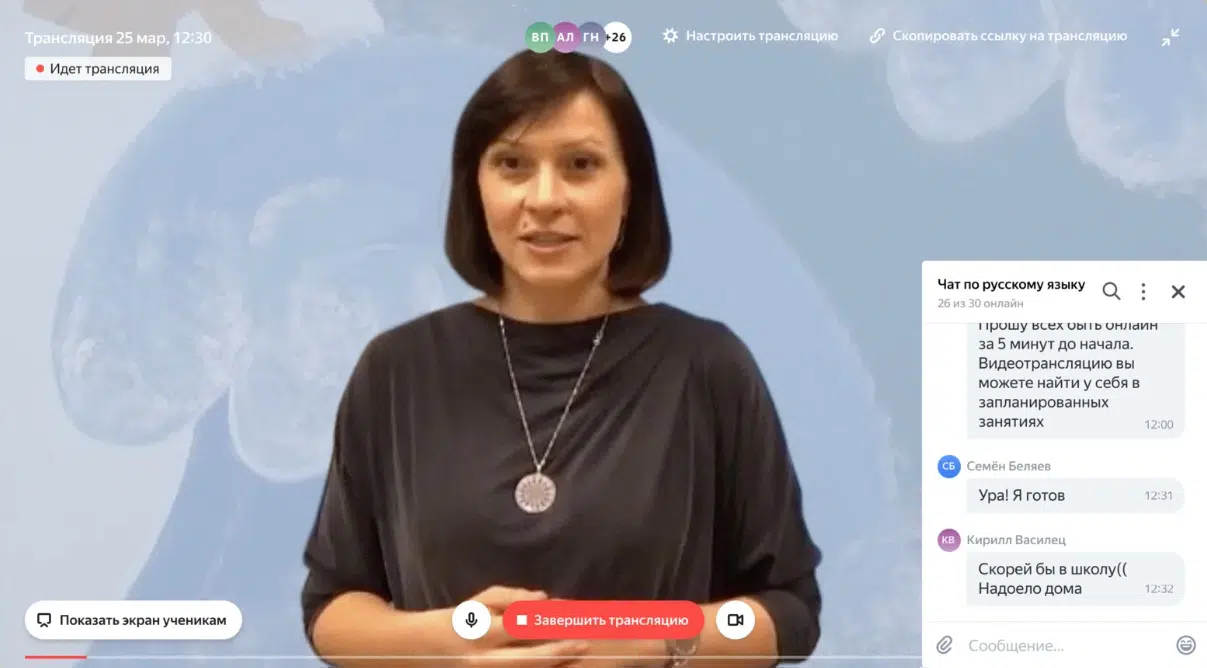 Трансляция 25 мар, 12:30
Идет трансляция
ВП АЛ ГН +26
Настроить трансляцию
Скопировать ссылку на трансляцию
Чат по русскому языку
26 из 30 онлайн
Прошу всех быть онлайн
за 5 минут до начала.
Видеотрансляцию вы
можете найти у себя в
запланированных
занятиях
12:00
СБ Семён Беляев
Ура! Я готов 12:31
КВ Кирилл Василец
Скорей бы в школу((
Надоело дома 12:32
Сообщение...
Показать экран ученикам
Завершить трансляцию